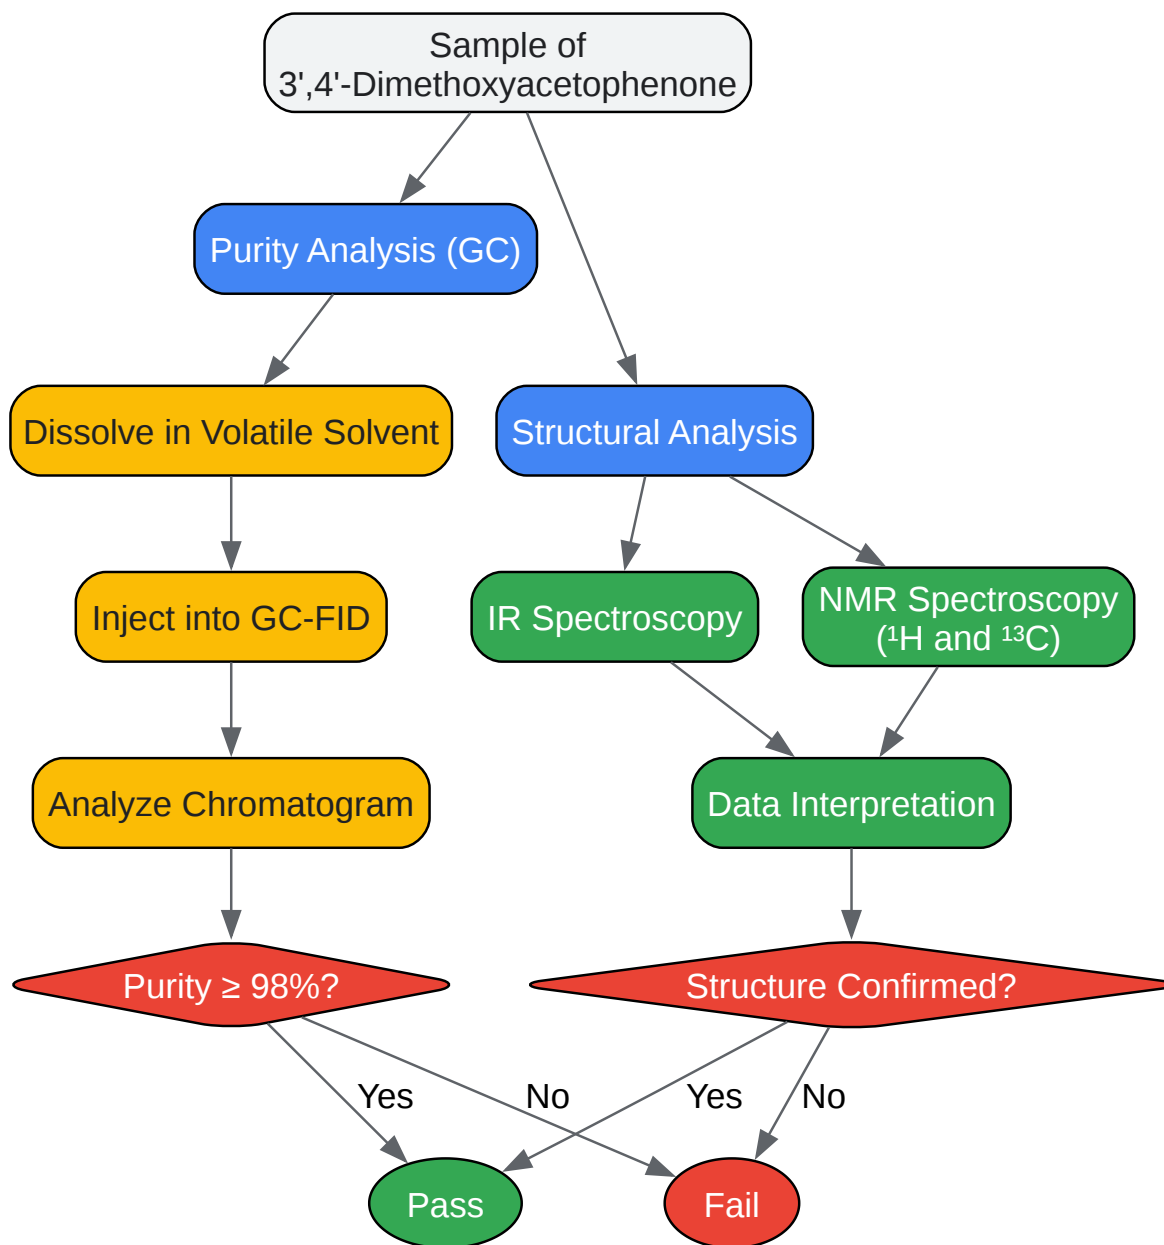 Sample of
3',4'-Dimethoxyacetophenone
Purity Analysis (GC)
Dissolve in Volatile Solvent
Structural Analysis
Inject into GC-FID
IR Spectroscopy
NMR Spectroscopy
(¹H and ¹³C)
Analyze Chromatogram
Data Interpretation
Purity ≥ 98%?
Structure Confirmed?
Yes
No
Yes
No
Pass
Fail